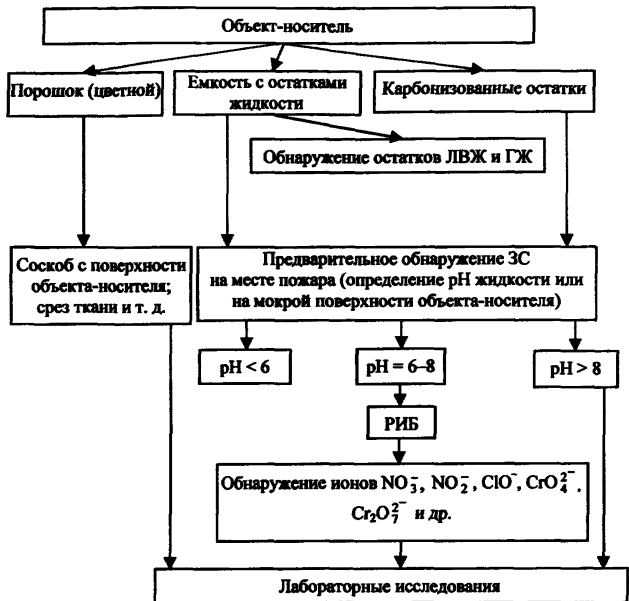 Объект-носитель
Порошок (цветной)
Емкость с остатками
жидкости
Карбонизованные остатки
Обнаружение остатков ЛВЖ и ГЖ
Соскоб с поверхности
объекта-носителя;
срез ткани и т. д.
Предварительное обнаружение ЗС
на месте пожара (определение pH жидкости или
на мокрой поверхности объекта-носителя)
pH < 6
pH = 6–8
pH > 8
РИБ
Обнаружение ионов NO₃⁻, NO₂⁻, ClO⁻, CrO₄²⁻,
Cr₂O₇²⁻ и др.
Лабораторные исследования